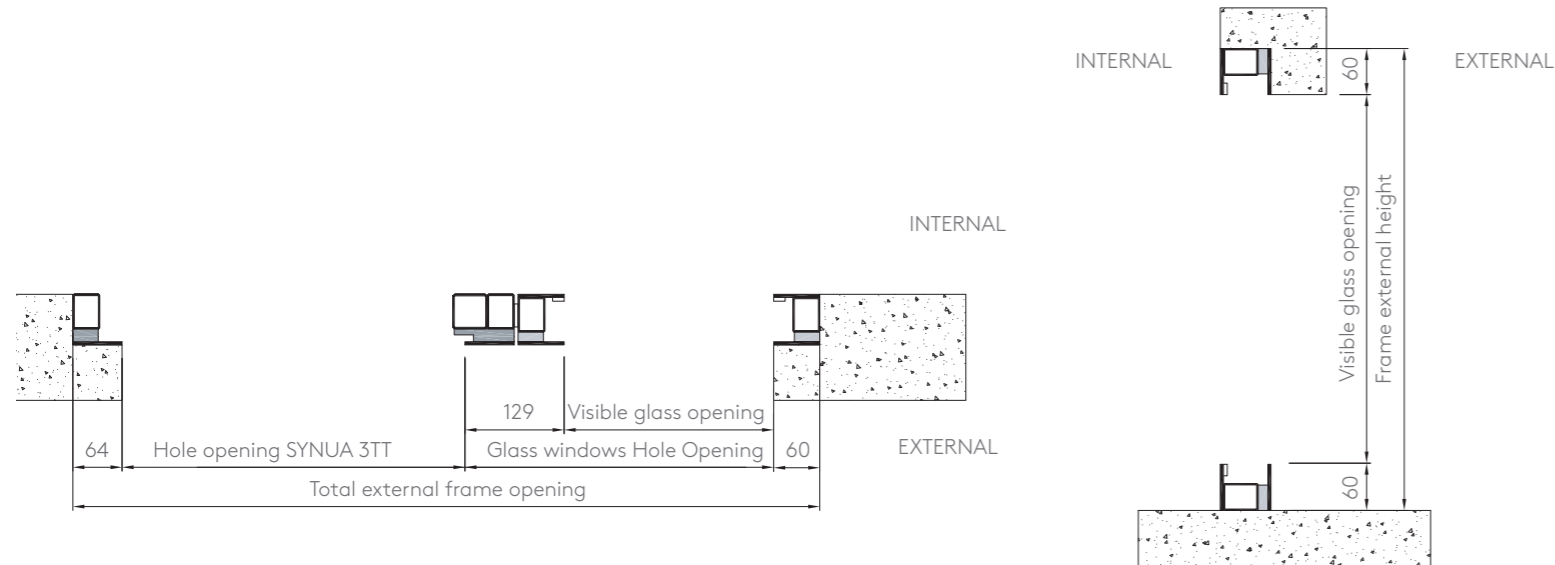 INTERNAL
129
Visible glass opening
64
Hole opening SYNUA 3TT
Glass windows Hole Opening
60
EXTERNAL
Total external frame opening
INTERNAL
60
EXTERNAL
Visible glass opening
Frame external height
60